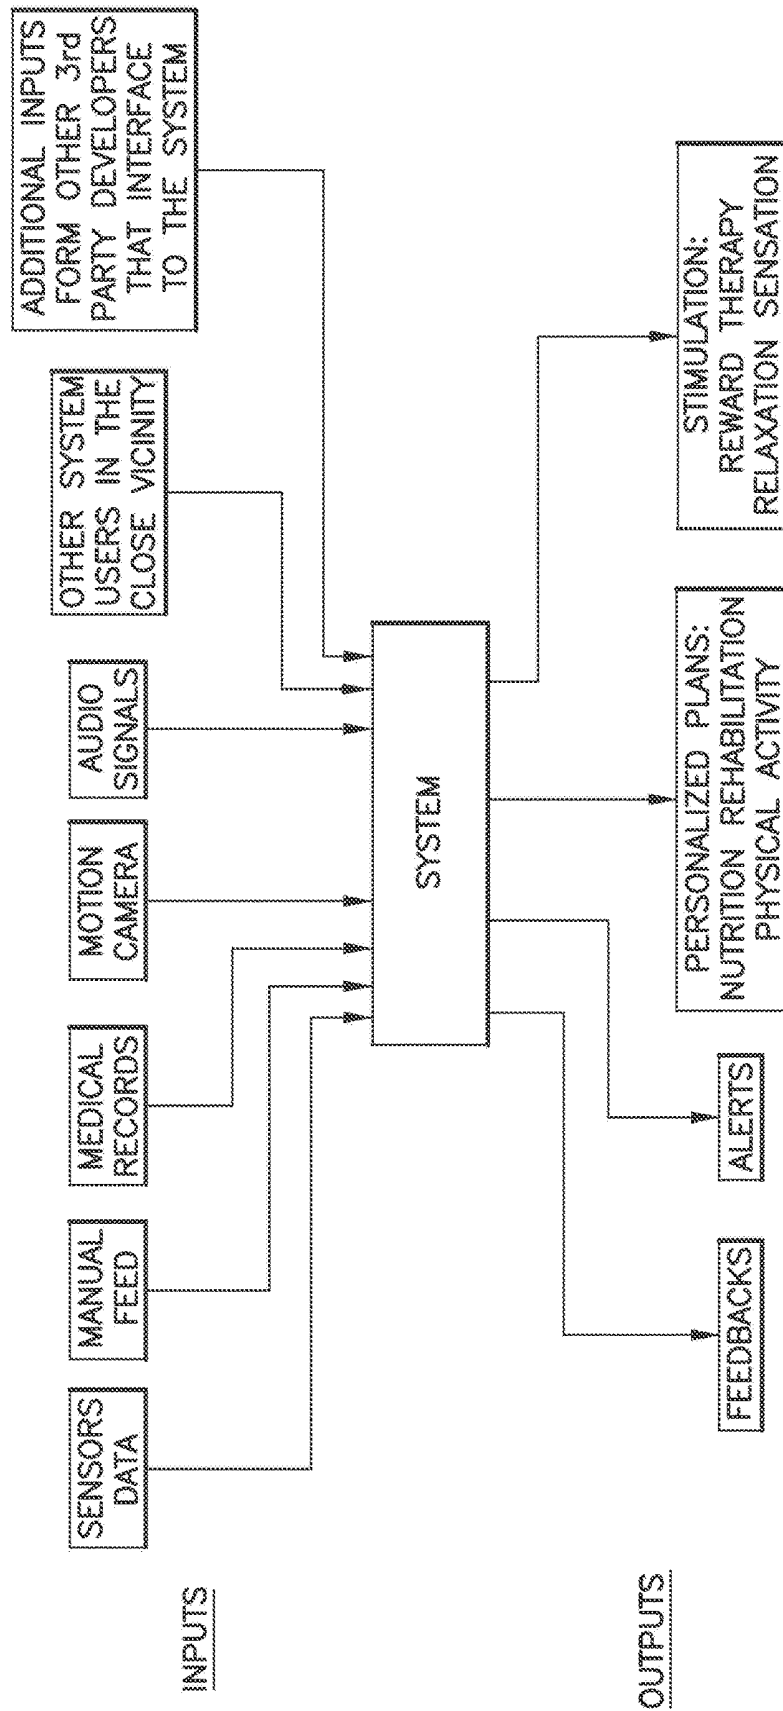 INPUTS
SENSORS
DATA
MANUAL
FEED
MEDICAL
RECORDS
MOTION
CAMERA
AUDIO
SIGNALS
OTHER SYSTEM
USERS IN THE
CLOSE VICINITY
ADDITIONAL INPUTS
FORM OTHER 3rd
PARTY DEVELOPERS
THAT INTERFACE
TO THE SYSTEM
SYSTEM
OUTPUTS
FEEDBACKS
ALERTS
PERSONALIZED PLANS:
NUTRITION REHABILITATION
PHYSICAL ACTIVITY
STIMULATION:
REWARD THERAPY
RELAXATION SENSATION